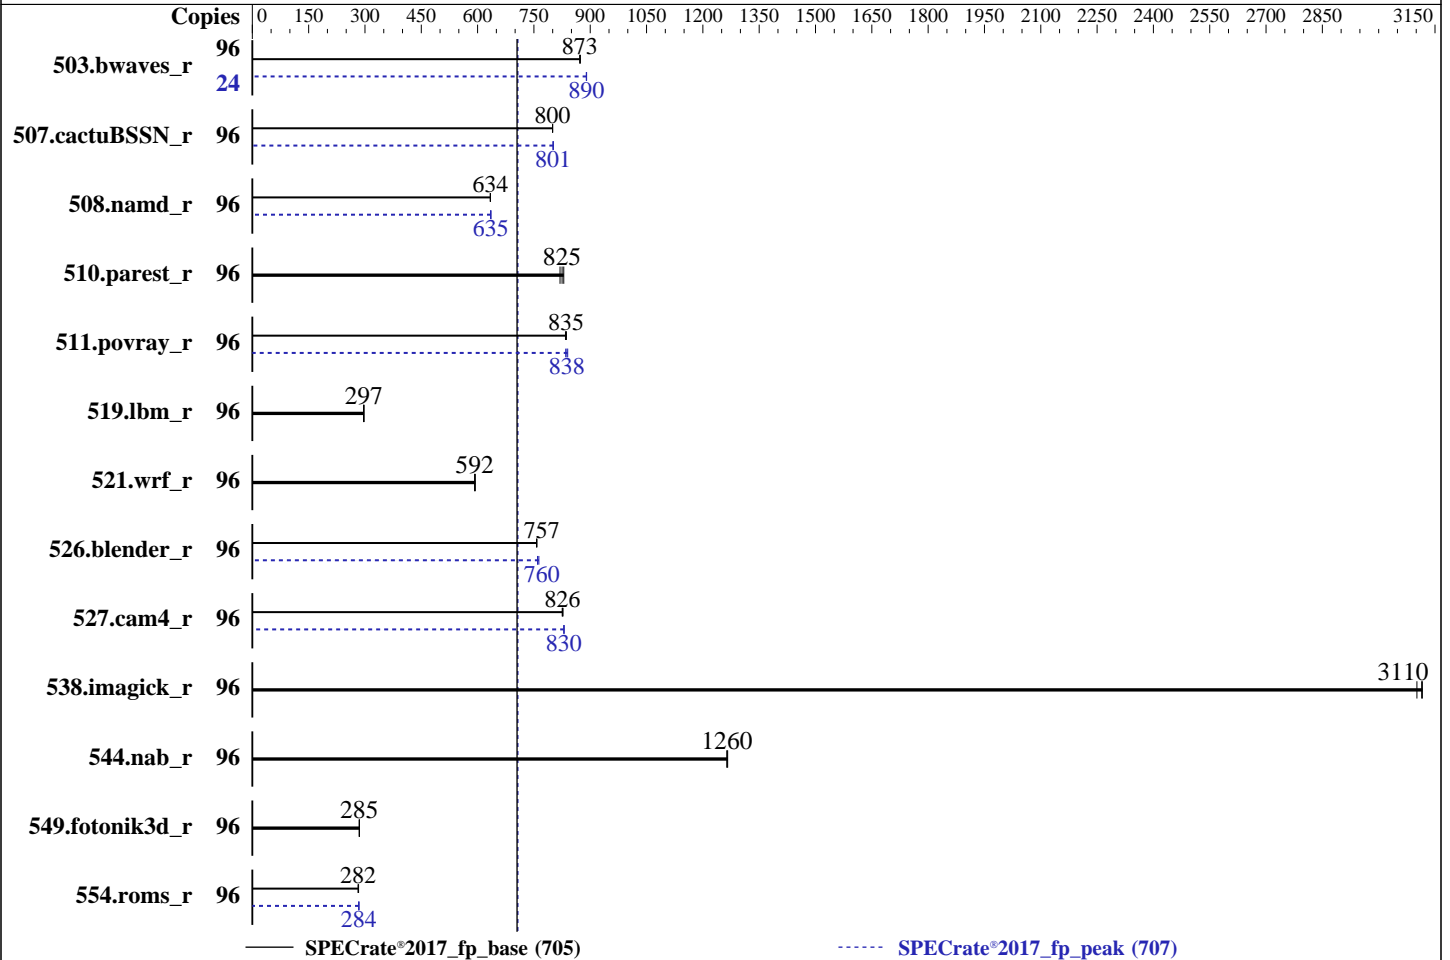 Copies 0 150 300 450 600 750 900 1050 1200 1350 1500 1650 1800 1950 2100 2250 2400 2550 2700 2850 3150
503.bwaves_r 96 873
24 890
507.cactuBSSN_r 96 800
801
508.namd_r 96 634
635
510.parest_r 96 825
511.povray_r 96 835
838
519.lbm_r 96 297
521.wrf_r 96 592
526.blender_r 96 757
760
527.cam4_r 96 826
830
538.imagick_r 96 3110
544.nab_r 96 1260
549.fotonik3d_r 96 285
554.roms_r 96 282
284
SPECrate®2017_fp_base (705) SPECrate®2017_fp_peak (707)